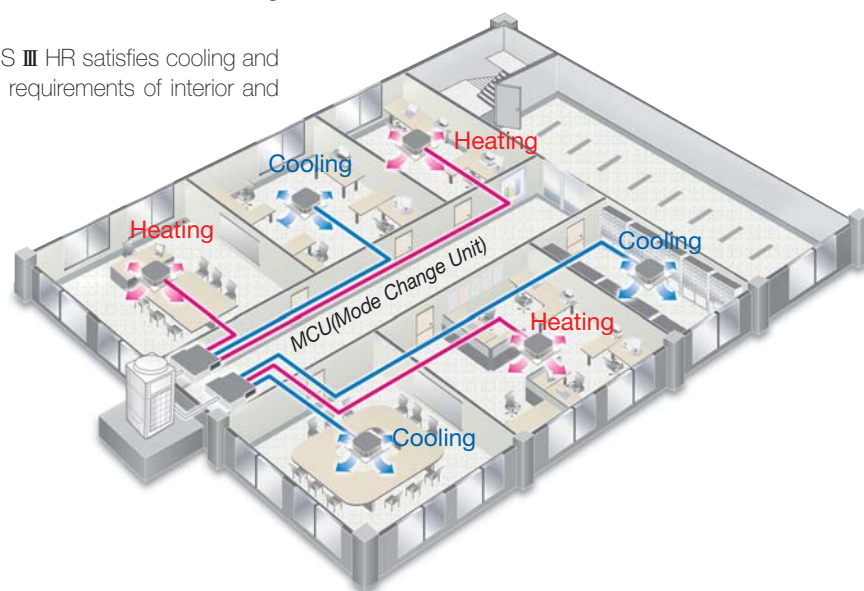 S Ⅲ HR satisfies cooling and
requirements of interior and
Heating
Cooling
Heating
Cooling
MCU(Mode Change Unit)
Heating
Cooling